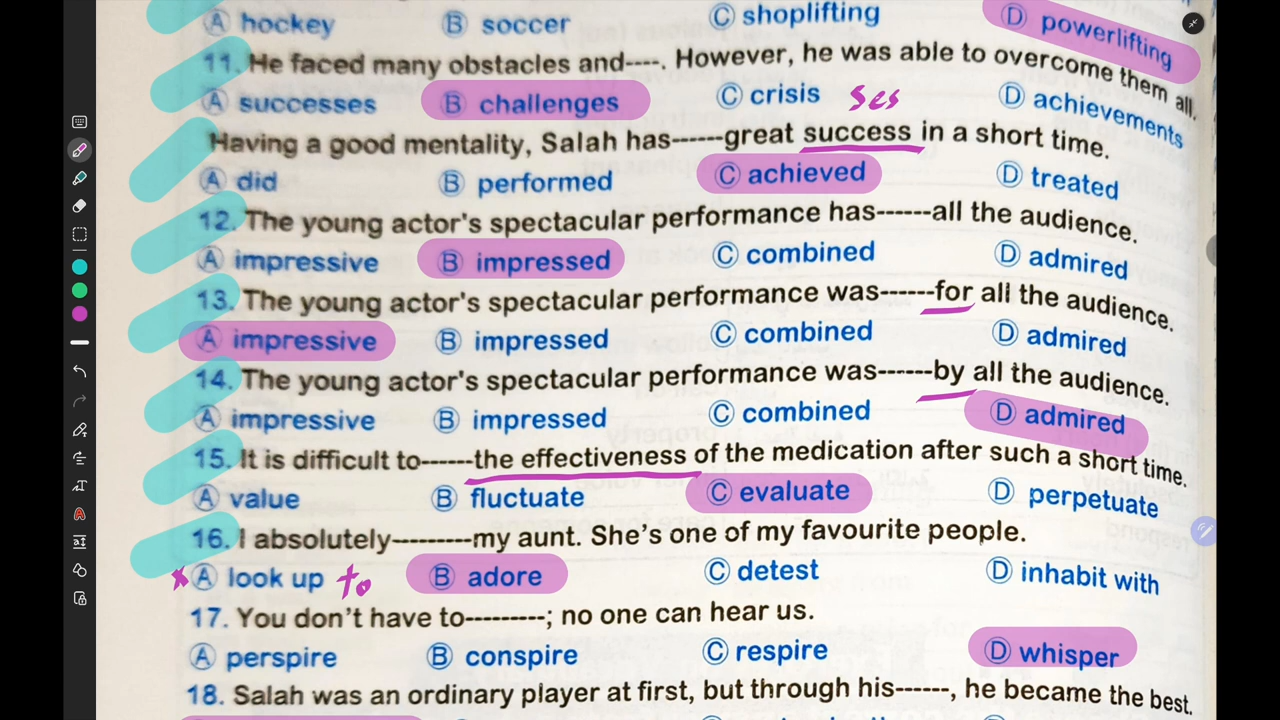 A hockey B soccer C shoplifting D powerlifting
11. He faced many obstacles and----. However, he was able to overcome them all.
A successes B challenges C crisis ses D achievements
Having a good mentality, Salah has------great success in a short time.
A did B performed C achieved D treated
12. The young actor's spectacular performance has------all the audience.
A impressive B impressed C combined D admired
13. The young actor's spectacular performance was------for all the audience.
A impressive B impressed C combined D admired
14. The young actor's spectacular performance was------by all the audience.
A impressive B impressed C combined D admired
15. It is difficult to------the effectiveness of the medication after such a short time.
A value B fluctuate C evaluate D perpetuate
16. I absolutely---------my aunt. She's one of my favourite people.
x A look up to B adore C detest D inhabit with
17. You don't have to---------; no one can hear us.
A perspire B conspire C respire D whisper
18. Salah was an ordinary player at first, but through his------, he became the best.